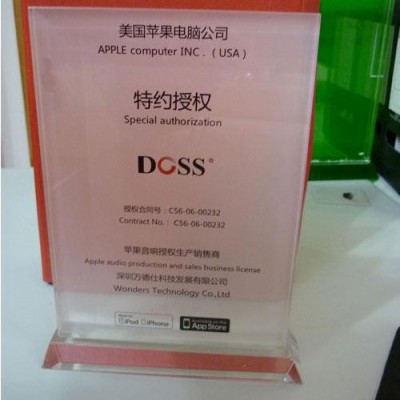 美国苹果电脑公司
APPLE computer INC .（USA）
特约授权
Special authorization
DOSS®
授权合同号：C56-06-00232
Contract No.： C56-06-00232
苹果音响授权生产销售商
Apple audio production and sales business license
深圳万德仕科技发展有限公司
Wonders Technology Co.,Ltd
iPod iPhone
App Store